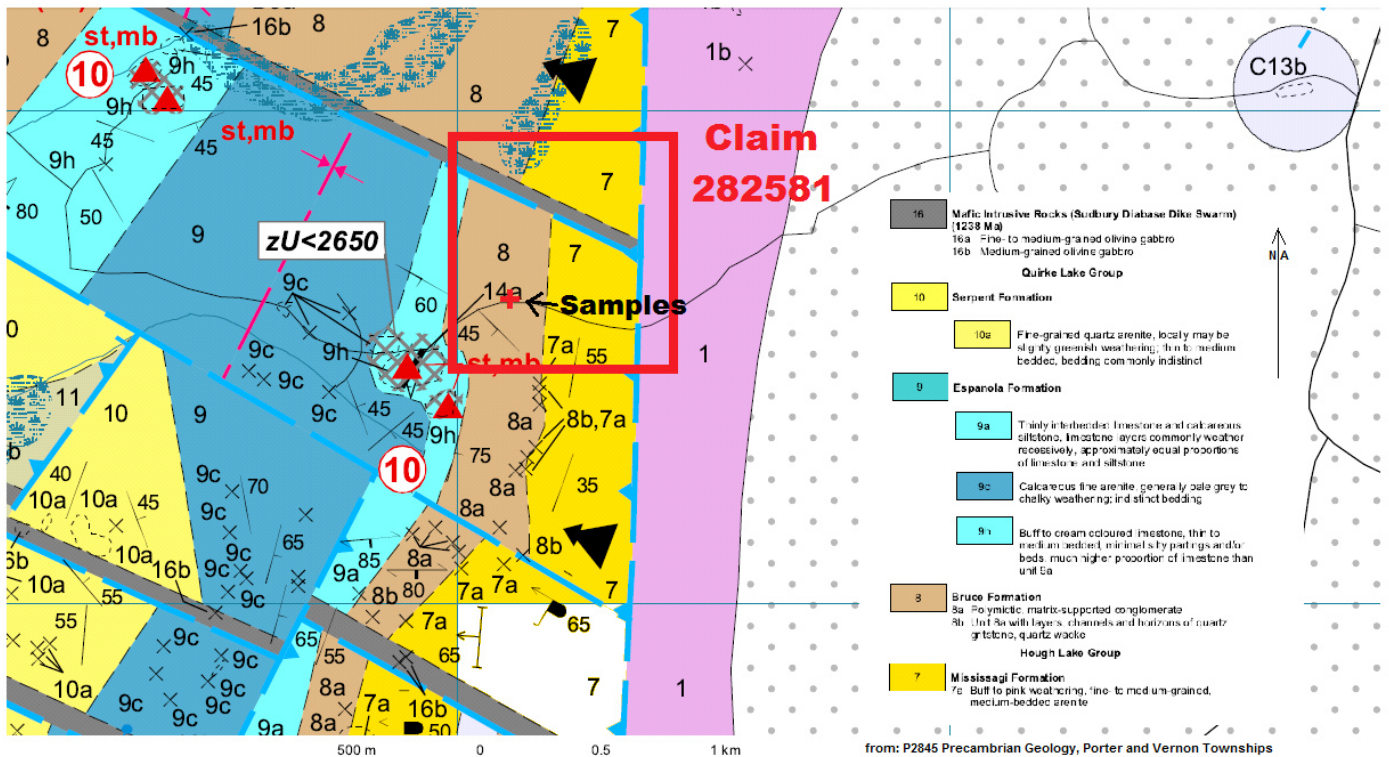 8
st,mb
16b
8
7
1b
C13b
10
9h
45
8
9h
st,mb
45
45
9h
Claim
282581
7
80
50
9
zU<2650
8
7
14a
Samples
9c
60
45
9h
7a
55
1
st,mb
9c
9c
9c
45
45
9h
11
10
9
8a
8b,7a
10
75
40
10a
10a
45
9c
70
9c
8a
35
8a
65
9c
9c
9c
10a
16b
6b
10a
55
85
9a
8a
8b
80
8b
7a
7a
7
55
10a
9c
9c
9c
9c
9c
9c
65
55
8a
8a
7a
65
65
7a
16b
50
9a
7
1
500 m
0
0.5
1 km
16
Mafic Intrusive Rocks (Sudbury Diabase Dike Swarm)
(1238 Ma)
16a Fine- to medium-grained olivine gabbro
16b Medium-grained olivine gabbro
N
Quirke Lake Group
10
Serpent Formation
10a
Fine-grained quartz arenite, locally may be
slighty greenish weathering; thin to medium
bedded, bedding commonly indistinct
9
Espanola Formation
9a
Thinly interbedded limestone and calcareous
siltstone, limestone layers commonly weather
recessively, approximately equal proportions
of limestone and siltstone
9c
Calcareous fine arenite, generally pale grey to
chalky weathering; indistinct bedding
9h
Buff to cream coloured limestone, thin to
medium bedded, minimal silty partings and/or
beds, much higher proportion of limestone than
unit 9a
8
Bruce Formation
8a Polymictic, matrix-supported conglomerate
8b Unit 8a with layers, channels and horizons of quartz
gritstone, quartz wacke
Hough Lake Group
7
Mississagi Formation
7a Buff to pink weathering, fine- to medium-grained,
medium-bedded arenite
from: P2845 Precambrian Geology, Porter and Vernon Townships